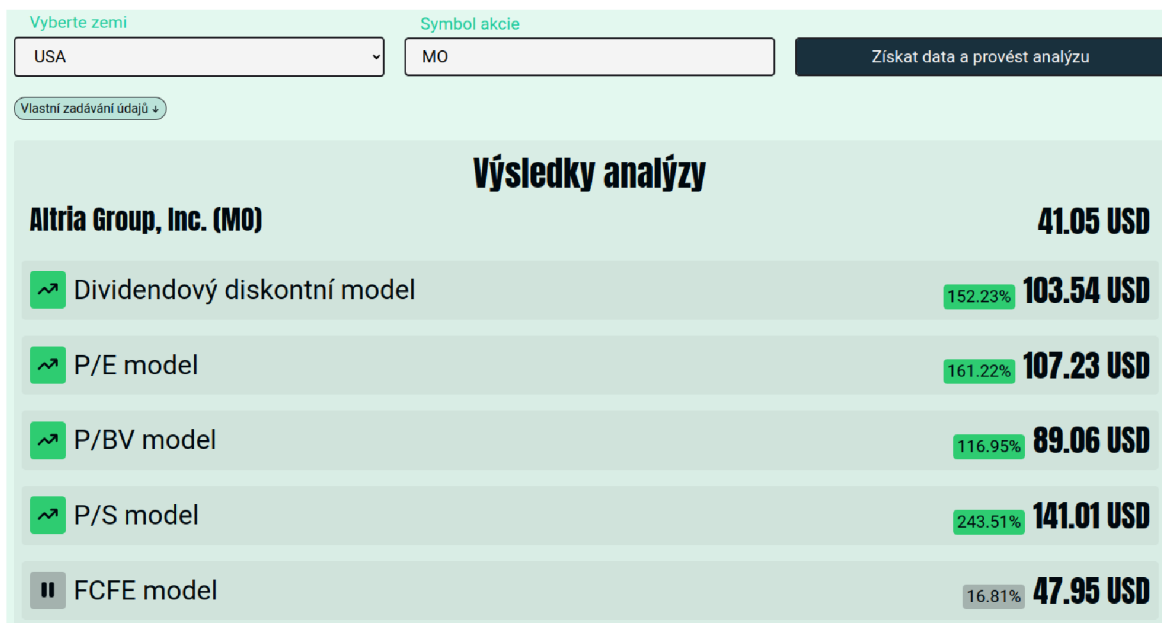 Vyberte zemi
Symbol akcie
USA
MO
Získat data a provést analýzu
Vlastní zadávání údajů ↓
Výsledky analýzy
Altria Group, Inc. (MO) 41.05 USD
Dividendový diskontní model 152.23% 103.54 USD
P/E model 161.22% 107.23 USD
P/BV model 116.95% 89.06 USD
P/S model 243.51% 141.01 USD
FCFE model 16.81% 47.95 USD